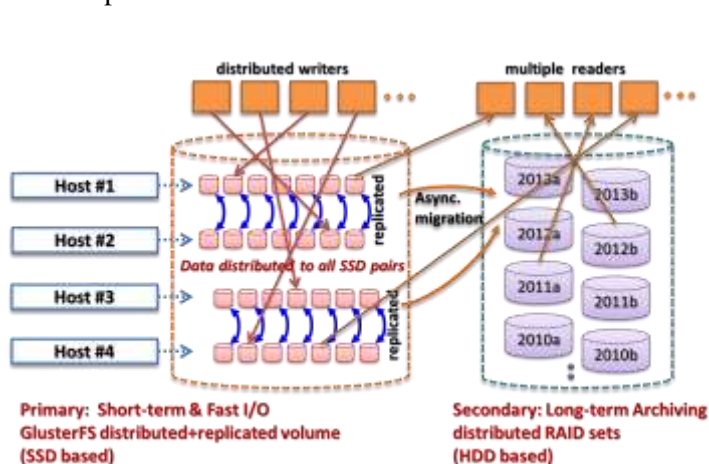 distributed writers
multiple readers
Host #1
Host #2
Host #3
Host #4
replicated
Data distributed to all SSD pairs
replicated
Async.
migration
2013a
2013b
2012a
2012b
2011a
2011b
2010a
2010b
Primary: Short-term & Fast I/O
GlusterFS distributed+replicated volume
(SSD based)
Secondary: Long-term Archiving
distributed RAID sets
(HDD based)